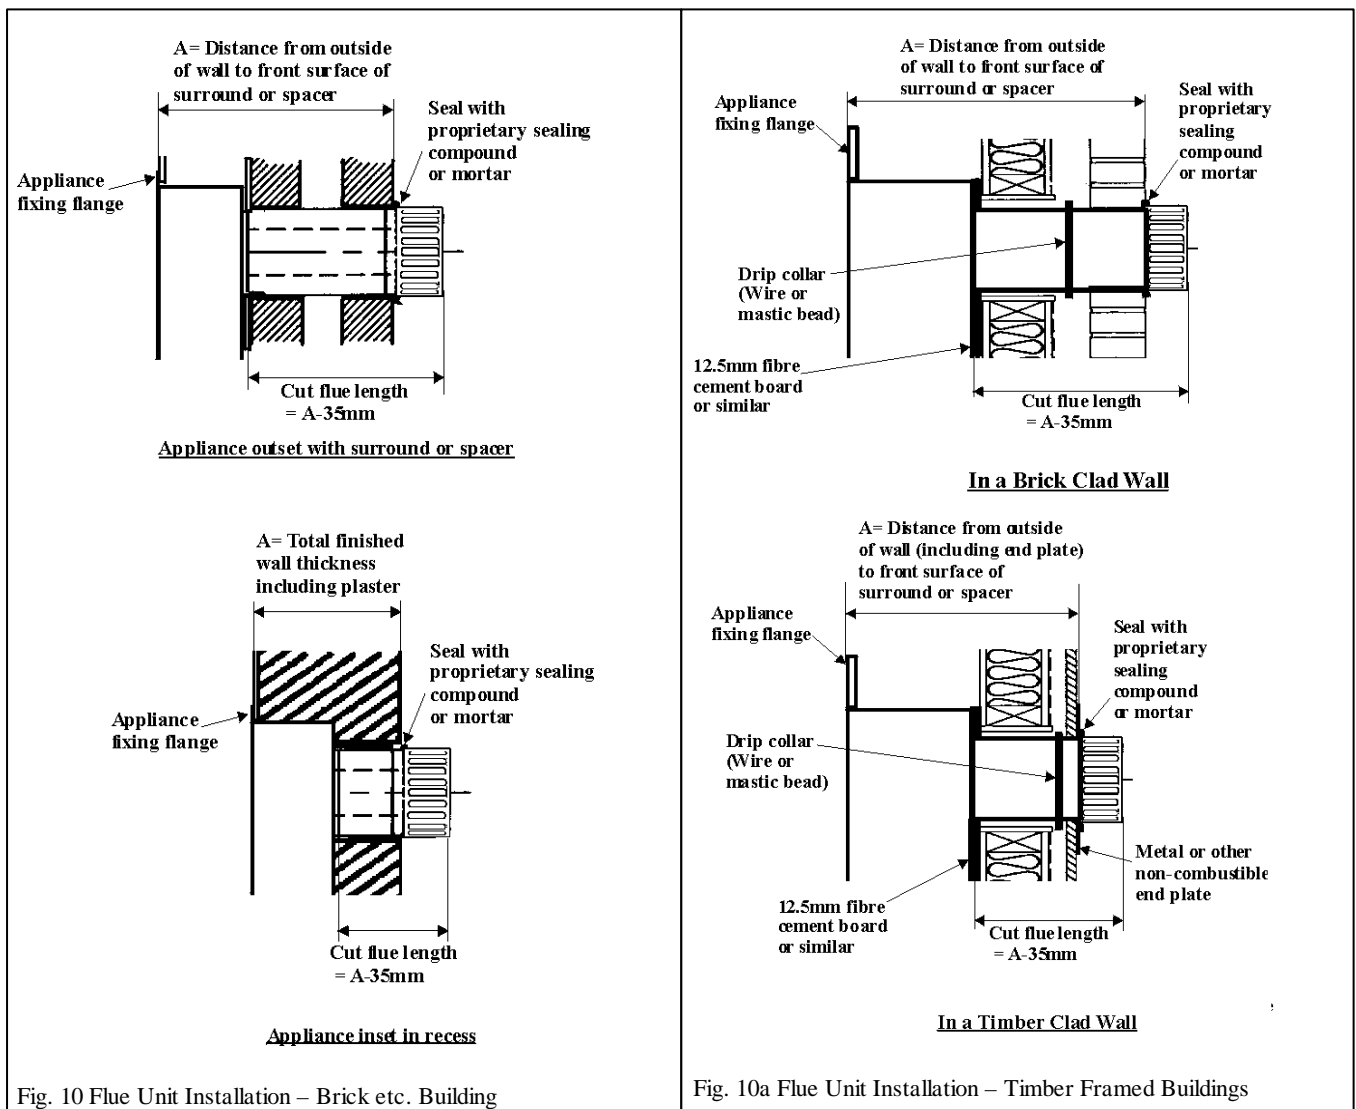 A= Distance from outside
of wall to front surface of
surround or spacer
Seal with
proprietary sealing
compound
or mortar
Appliance
fixing flange
Cut flue length
= A-35mm
Appliance outset with surround or spacer
A= Total finished
wall thickness
including plaster
Seal with
proprietary sealing
compound
or mortar
Appliance
fixing flange
Cut flue length
= A-35mm
Appliance inset in recess
Fig. 10 Flue Unit Installation – Brick etc. Building
A= Distance from outside
of wall to front surface of
surround or spacer
Appliance
fixing flange
Seal with
proprietary
sealing
compound
or mortar
Drip collar
(Wire or
mastic bead)
12.5mm fibre
cement board
or similar
Cut flue length
= A-35mm
In a Brick Clad Wall
A= Distance from outside
of wall (including end plate)
to front surface of
surround or spacer
Appliance
fixing flange
Seal with
proprietary
sealing
compound
or mortar
Drip collar
(Wire or
mastic bead)
Metal or other
non-combustible
end plate
12.5mm fibre
cement board
or similar
Cut flue length
= A-35mm
In a Timber Clad Wall
Fig. 10a Flue Unit Installation – Timber Framed Buildings